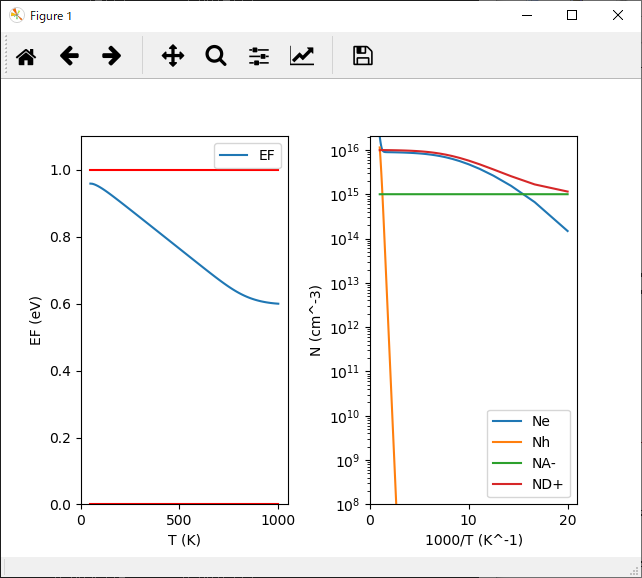 Figure 1
EF
1.0
0.8
0.6
0.4
0.2
0.0
EF (eV)
0
500
1000
T (K)
10^16
10^15
10^14
10^13
10^12
10^11
10^10
10^9
10^8
N (cm^-3)
Ne
Nh
NA-
ND+
0
10
20
1000/T (K^-1)